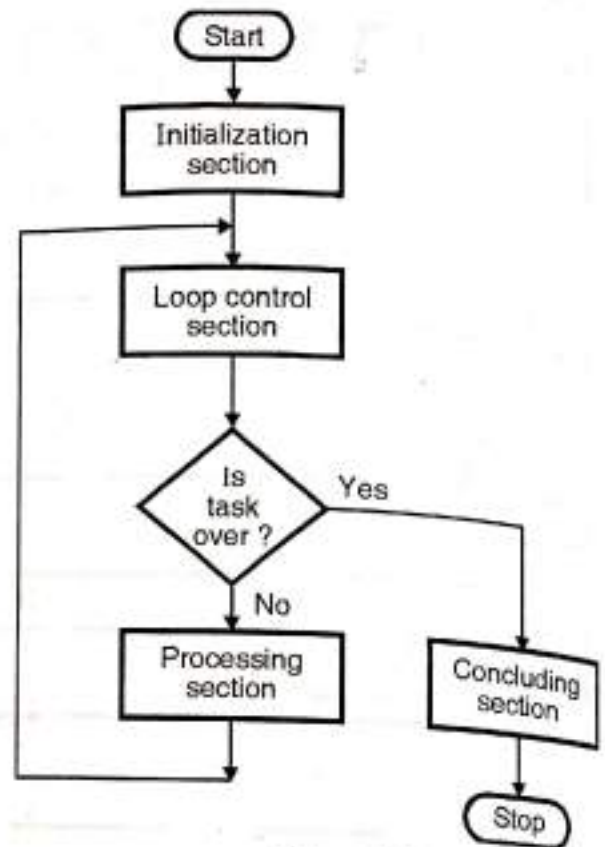 Start
Initialization
section
Loop control
section
Is
task
over ?
Yes
No
Processing
section
Concluding
section
Stop